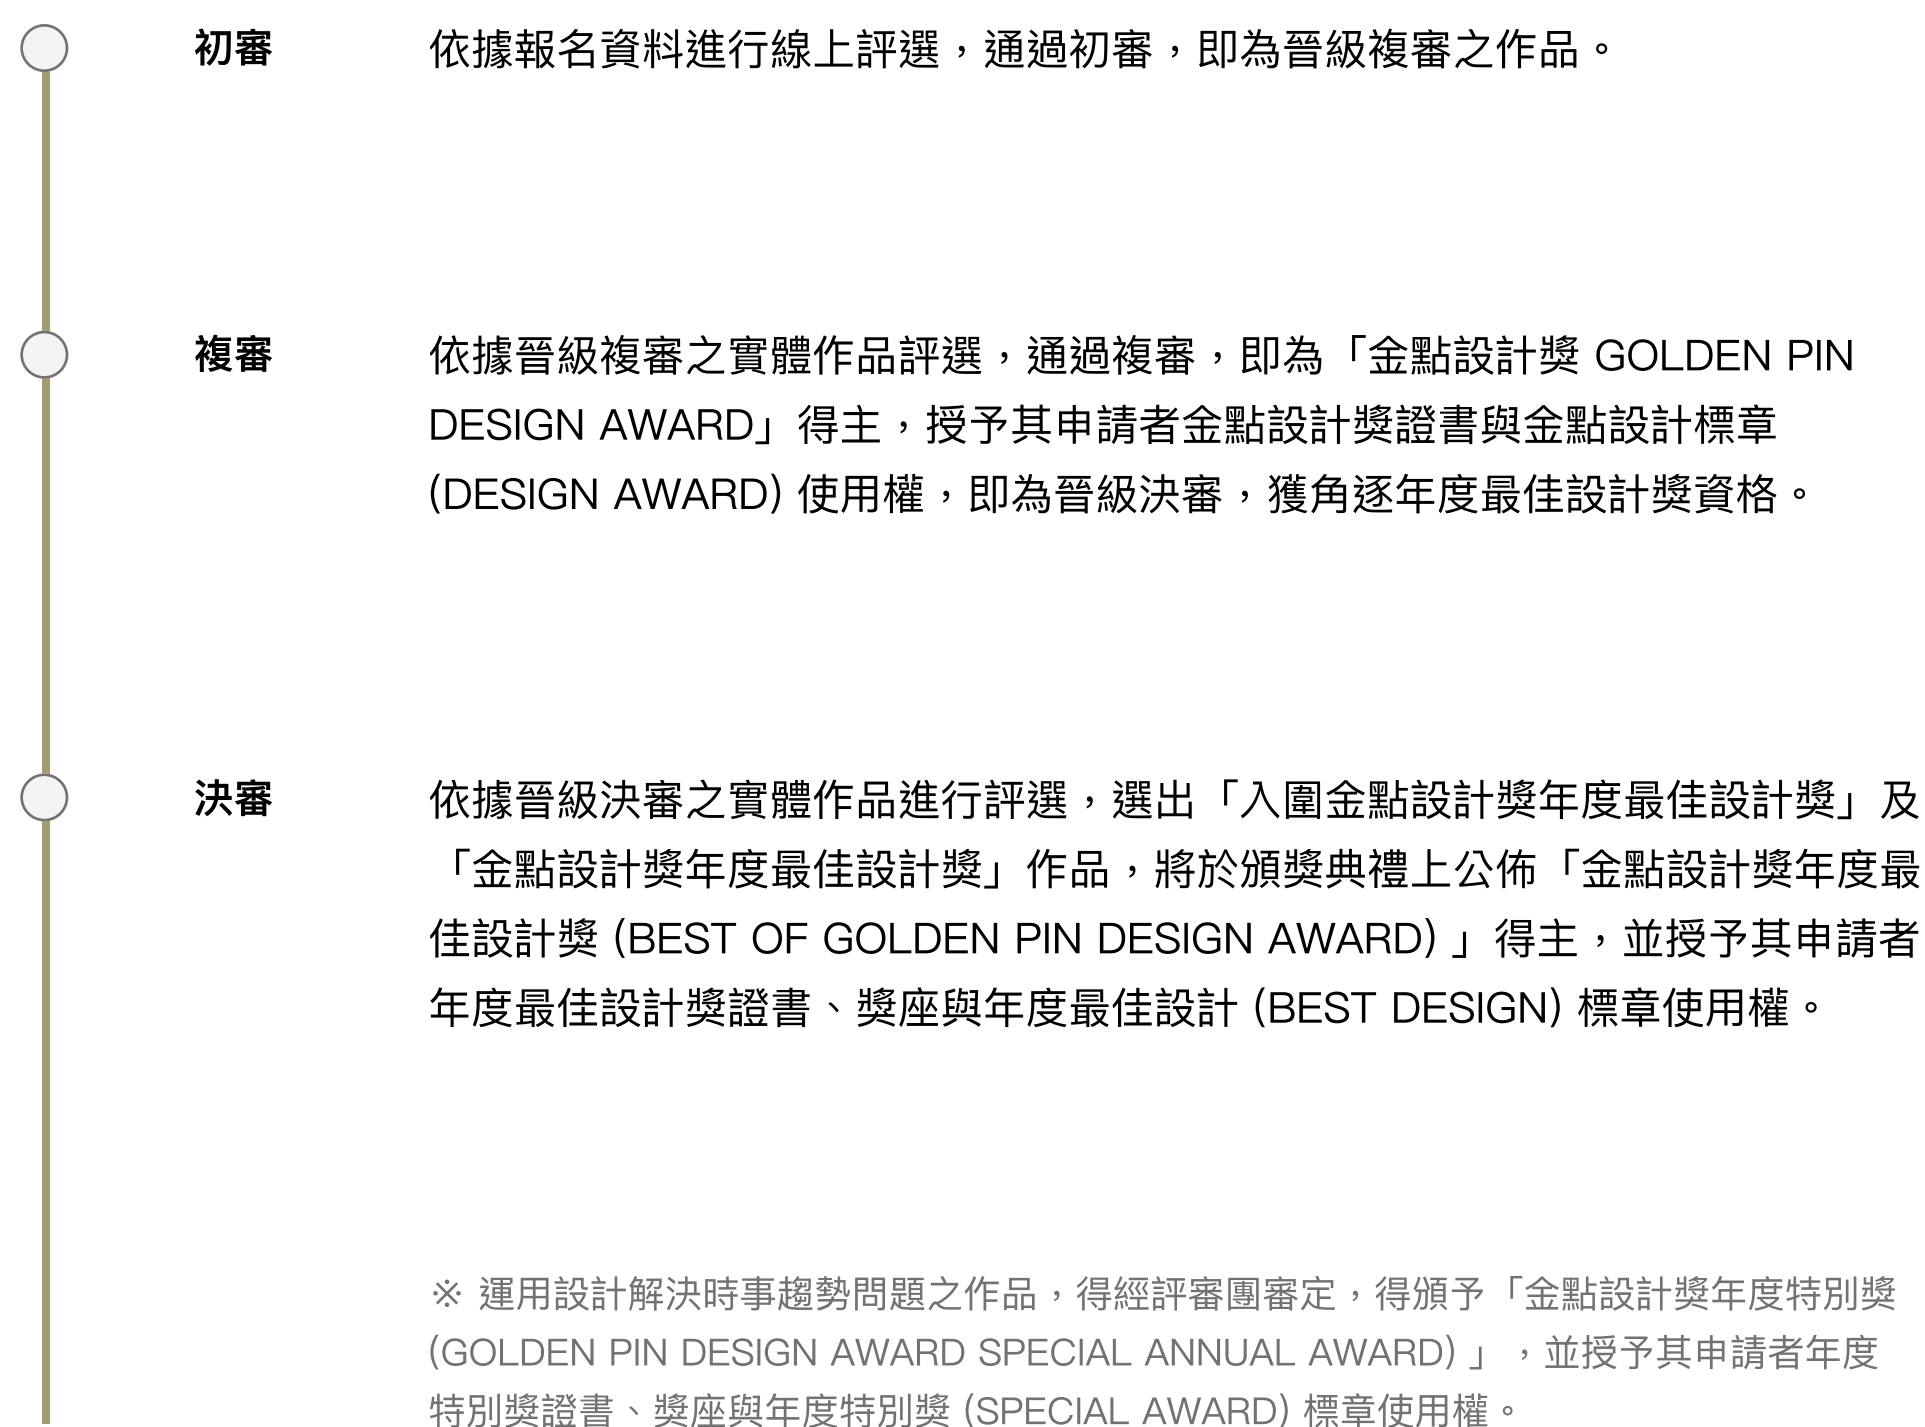 初審
依據報名資料進行線上評選，通過初審，即為晉級複審之作品。
複審
依據晉級複審之實體作品評選，通過複審，即為「金點設計獎 GOLDEN PIN
DESIGN AWARD」得主，授予其申請者金點設計獎證書與金點設計標章
(DESIGN AWARD) 使用權，即為晉級決審，獲角逐年度最佳設計獎資格。
決審
依據晉級決審之實體作品進行評選，選出「入圍金點設計獎年度最佳設計獎」及
「金點設計獎年度最佳設計獎」作品，將於頒獎典禮上公佈「金點設計獎年度最
佳設計獎 (BEST OF GOLDEN PIN DESIGN AWARD) 」得主，並授予其申請者
年度最佳設計獎證書、獎座與年度最佳設計 (BEST DESIGN) 標章使用權。
※ 運用設計解決時事趨勢問題之作品，得經評審團審定，得頒予「金點設計獎年度特別獎
(GOLDEN PIN DESIGN AWARD SPECIAL ANNUAL AWARD) 」，並授予其申請者年度
特別獎證書、獎座與年度特別獎 (SPECIAL AWARD) 標章使用權。